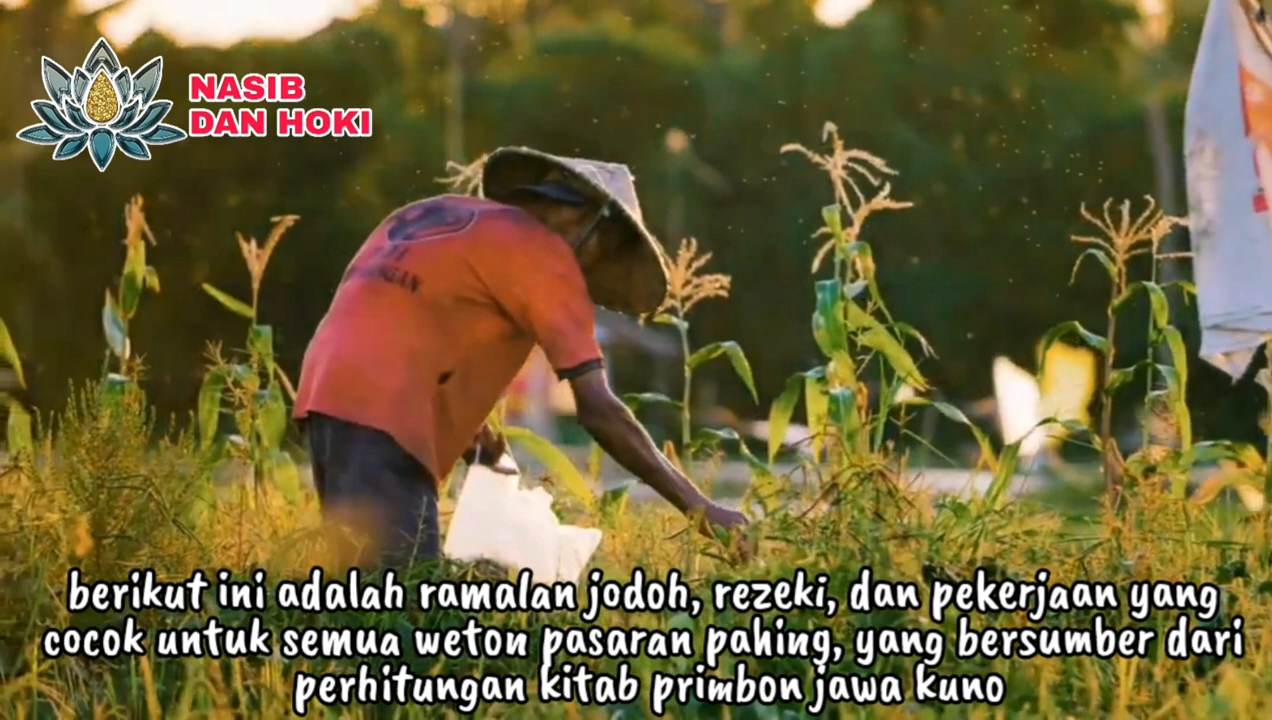 NASIB
DAN HOKI
berikut ini adalah ramalan jodoh, rezeki, dan pekerjaan yang
cocok untuk semua weton pasaran pahing, yang bersumber dari
perhitungan kitab primbon jawa kuno